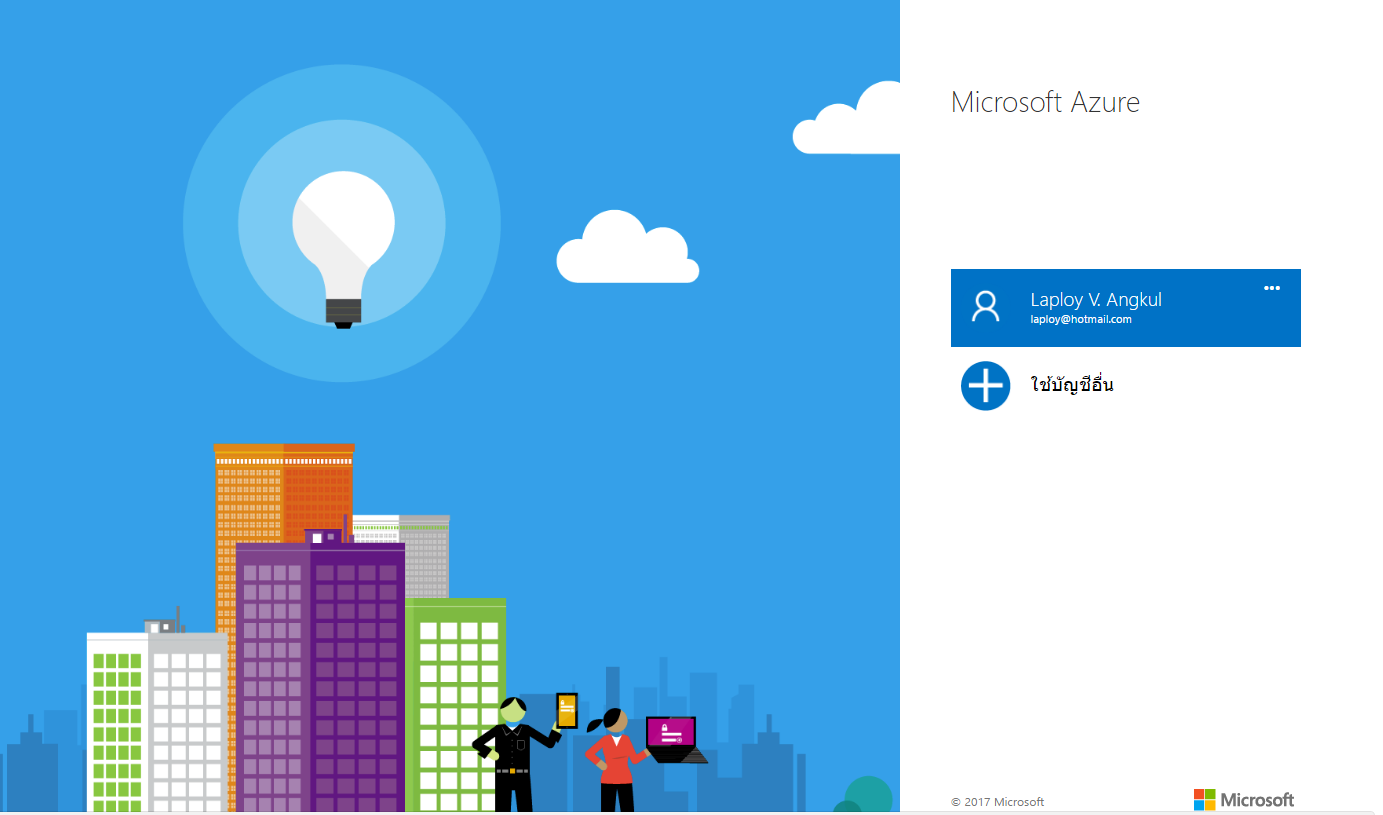 Microsoft Azure
Laploy V. Angkul
laploy@hotmail.com
ใช้บัญชีอื่น
© 2017 Microsoft
Microsoft